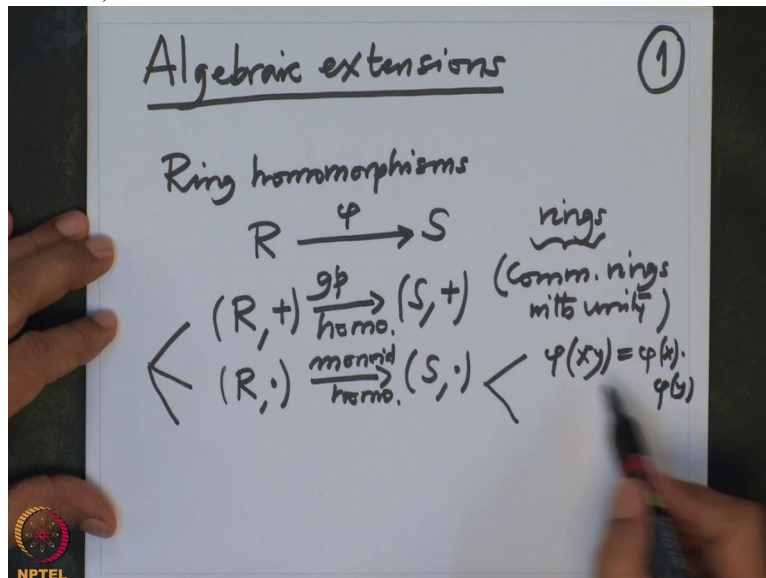 Algebraic extensions
1
Ring homomorphisms
R φ→ S
rings
(Comm. rings
with unity)
(R,+) gp homo.→ (S,+)
(R,·) monoid homo.→ (S,·)
φ(xy) = φ(x)·
φ(y)
NPTEL